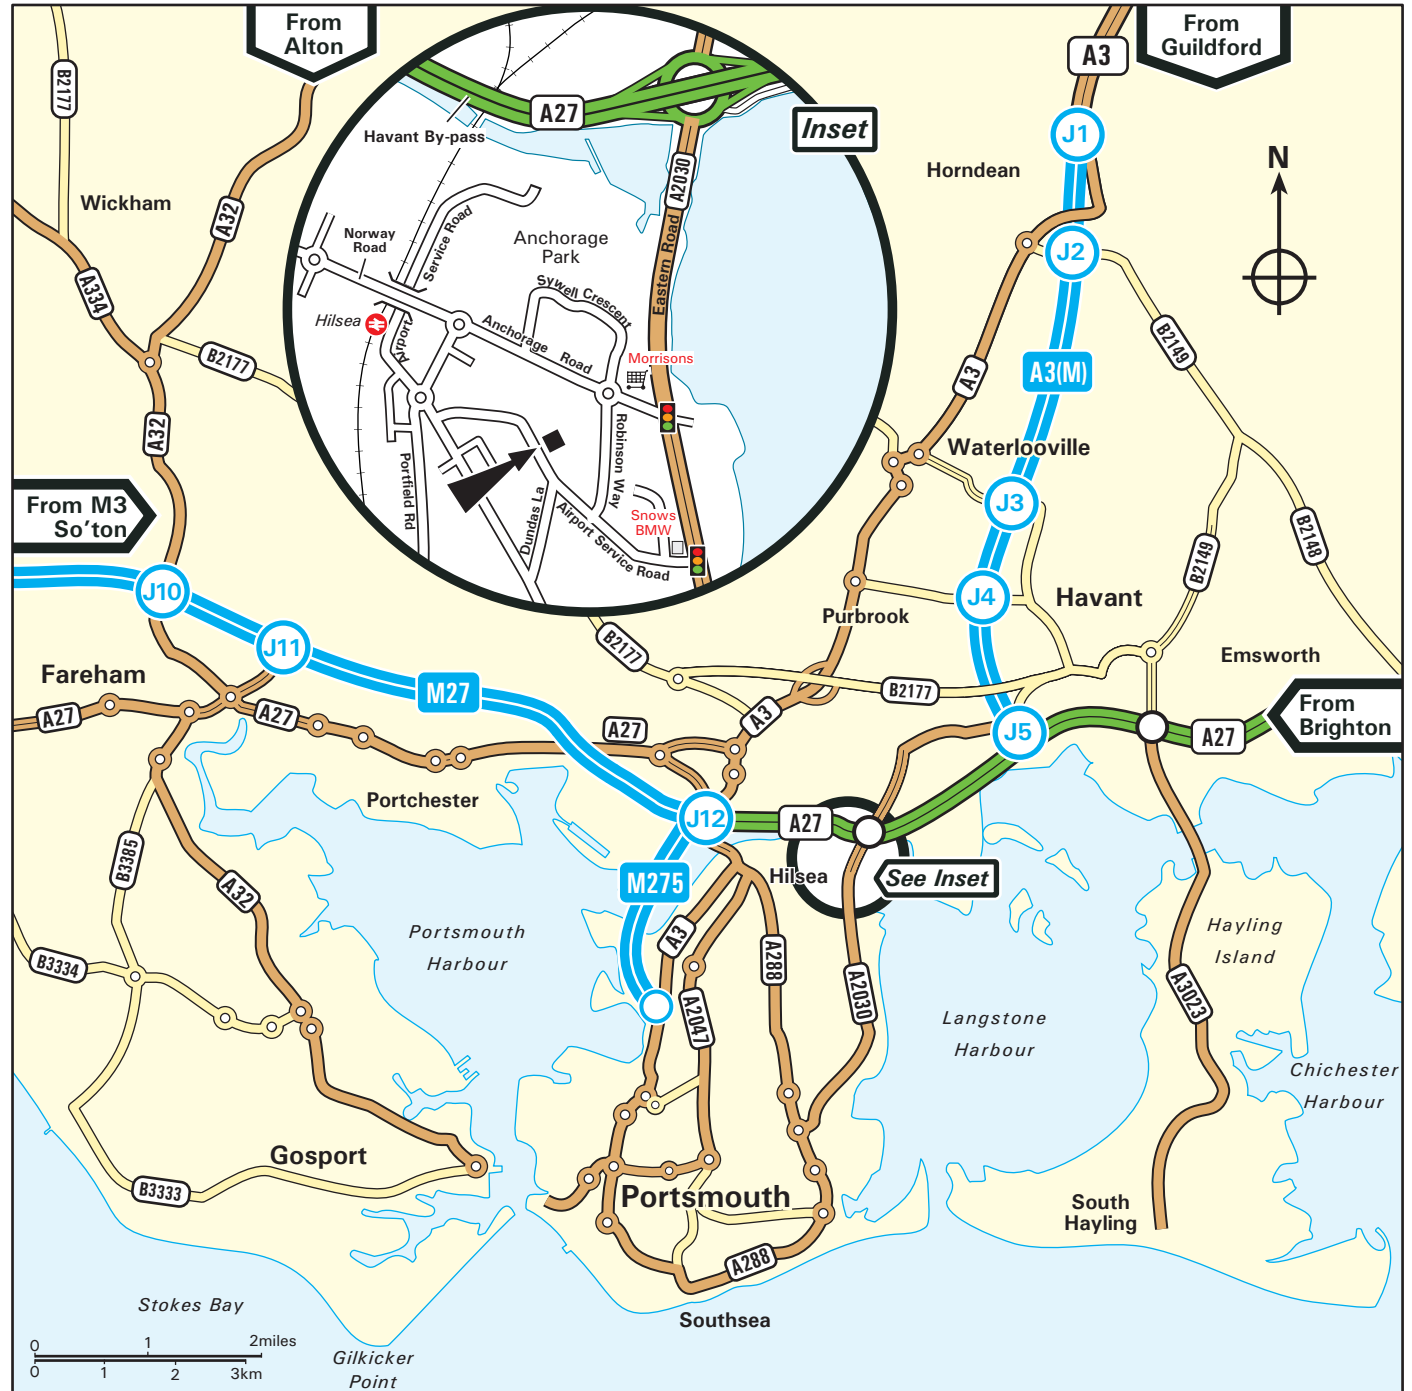 From
Alton
From
Guildford
A3
B2177
A27
Inset
J1
Havant By-pass
Horndean
N
A2030
Wickham
A32
Norway
Road
Service Road
Anchorage
Park
Eastern Road
J2
A334
Sywell Crescent
Hilsea
Airport
Anchorage Road
B2149
B2177
Morrisons
A3
A3(M)
A32
Robinson Way
Waterlooville
Portfield Rd
From M3
So'ton
Dundas La
Airport Service Road
Snows
BMW
J3
B2149
B2148
J10
J4
Havant
Purbrook
J11
B2177
Emsworth
Fareham
M27
B2177
From
Brighton
A27
A27
A27
A3
J5
A27
Portchester
J12
A27
B3385
A32
M275
Hilsea
See Inset
Portsmouth
Harbour
A3
A288
Hayling
Island
B3334
A2047
A2030
A3023
Langstone
Harbour
Chichester
Harbour
Gosport
B3333
Portsmouth
South
Hayling
A288
Stokes Bay
Southsea
0 1 2miles
0 1 2 3km
Gilkicker
Point